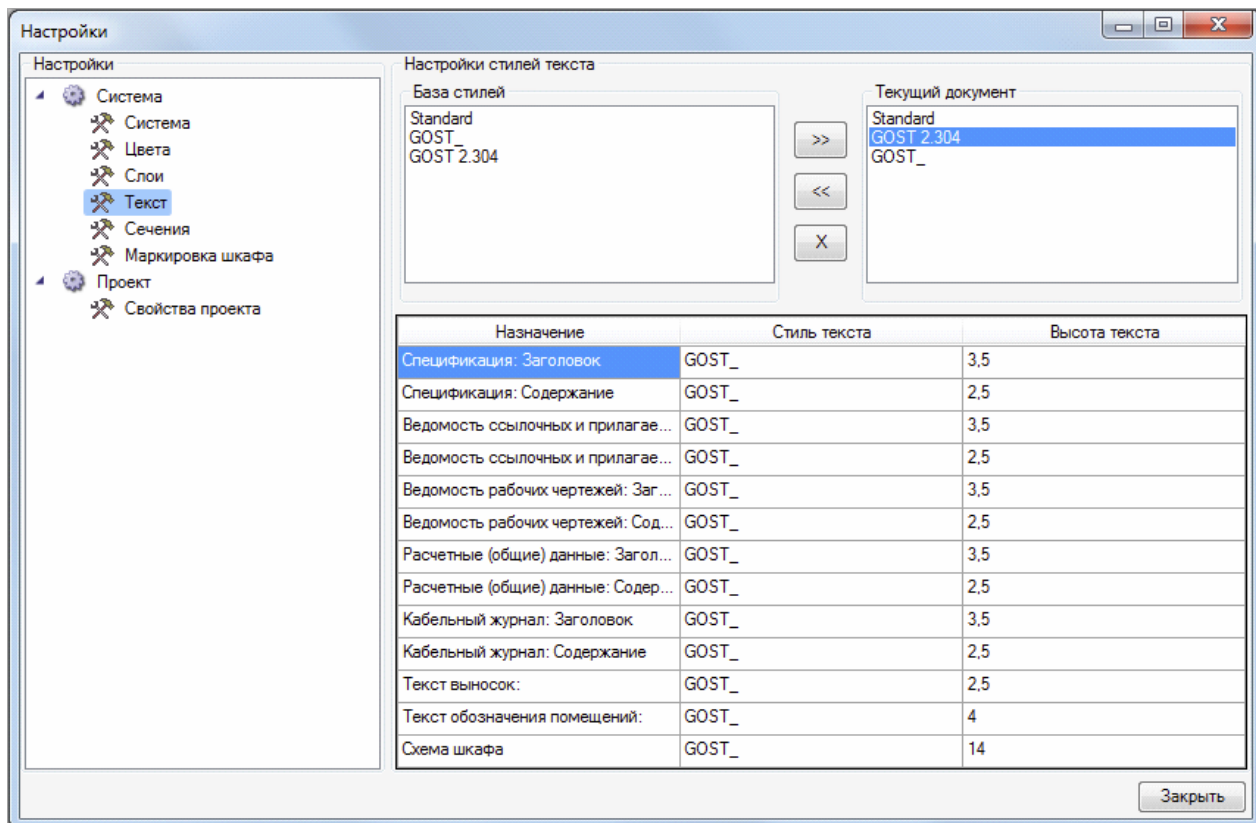 Настройки
Настройки
Система
Система
Цвета
Слои
Текст
Сечения
Маркировка шкафа
Проект
Свойства проекта
Настройки стилей текста
База стилей
Standard
GOST_
GOST 2.304
>>
<<
X
Текущий документ
Standard
GOST 2.304
GOST_
Назначение Стиль текста Высота текста
Спецификация: Заголовок GOST_ 3,5
Спецификация: Содержание GOST_ 2,5
Ведомость ссылочных и прилагае... GOST_ 3,5
Ведомость ссылочных и прилагае... GOST_ 2,5
Ведомость рабочих чертежей: Заг... GOST_ 3,5
Ведомость рабочих чертежей: Сод... GOST_ 2,5
Расчетные (общие) данные: Загол... GOST_ 3,5
Расчетные (общие) данные: Содер... GOST_ 2,5
Кабельный журнал: Заголовок GOST_ 3,5
Кабельный журнал: Содержание GOST_ 2,5
Текст выносок: GOST_ 2,5
Текст обозначения помещений: GOST_ 4
Схема шкафа GOST_ 14
Закрыть